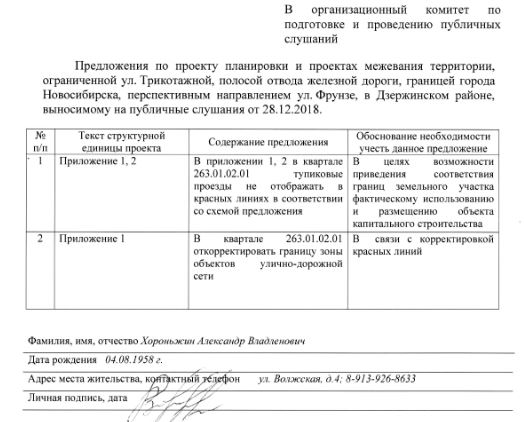 В организационный комитет по
подготовке и проведению публичных
слушаний
Предложения по проекту планировки и проектах межевания территории,
ограниченной ул. Трикотажной, полосой отвода железной дороги, границей города
Новосибирска, перспективным направлением ул. Фрунзе, в Дзержинском районе,
выносимому на публичные слушания от 28.12.2018.
№
п/п
Текст структурной
единицы проекта
Содержание предложения
Обоснование необходимости
учесть данное предложение
1
Приложение 1, 2
В приложении 1, 2 в квартале
263.01.02.01 тупиковые
проезды не отображать в
красных линиях в соответствии
со схемой предложения
В целях возможности
приведения соответствия
границ земельного участка
фактическому использованию
и размещению объекта
капитального строительства
2
Приложение 1
В квартале 263.01.02.01
откорректировать границу зоны
объектов улично-дорожной
сети
В связи с корректировкой
красных линий
Фамилия, имя, отчество Хороньжин Александр Владленович
Дата рождения 04.08.1958 г.
Адрес места жительства, контактный телефон ул. Волжская, д.4; 8-913-926-8633
Личная подпись, дата